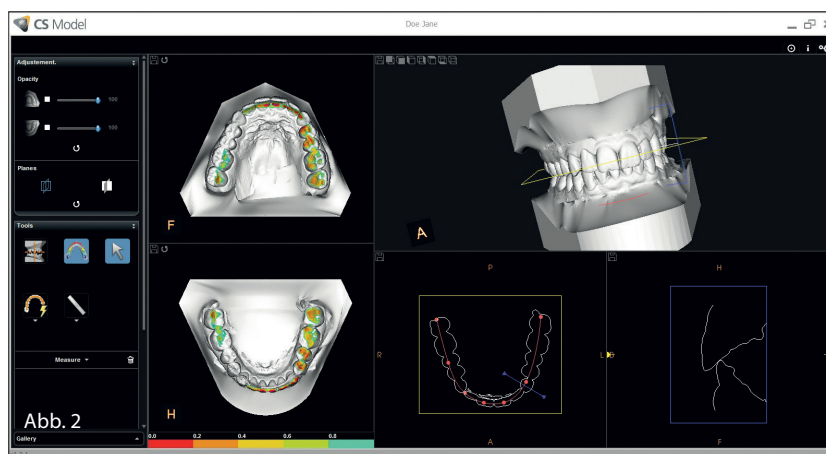 CS Model
Doe Jane
Adjustement.
Opacity
100
100
Planes
Tools
Measure
Abb. 2
Gallery
F
H
0.0 0.2 0.4 0.6 0.8
A
P
R
L
A
H
F